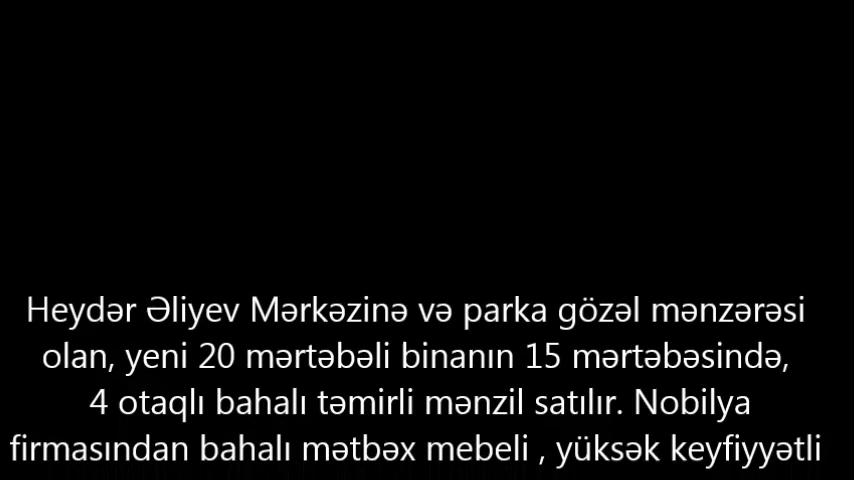 Heydər Əliyev Mərkəzinə və parka gözəl mənzərəsi
olan, yeni 20 mərtəbəli binanın 15 mərtəbəsində,
4 otaqlı bahalı təmirli mənzil satılır. Nobilya
firmasından bahalı mətbəx mebeli , yüksək keyfiyyətli